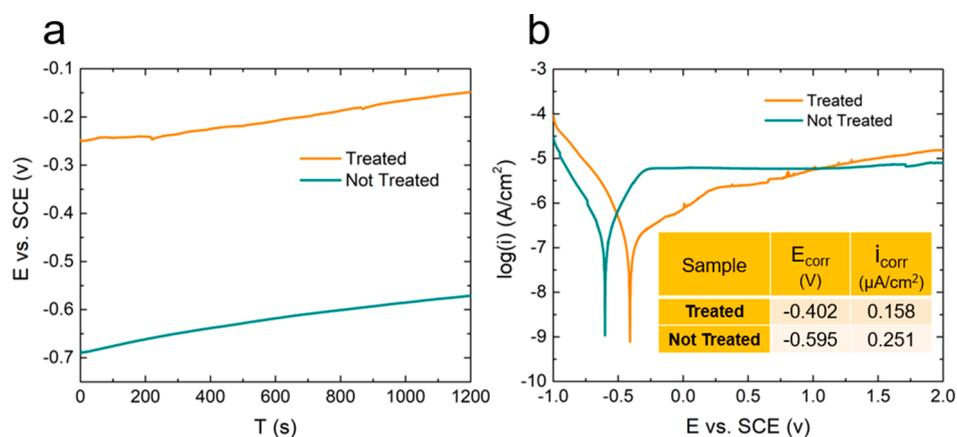 a
-0.1
-0.2
-0.3
-0.4
-0.5
-0.6
-0.7
E vs. SCE (v)
0 200 400 600 800 1000 1200
T (s)
Treated
Not Treated
b
-3
-4
-5
-6
-7
-8
-9
-10
log(i) (A/cm²)
-1.0 -0.5 0.0 0.5 1.0 1.5 2.0
E vs. SCE (v)
Treated
Not Treated
Sample Ecorr (V) icorr (µA/cm²)
Treated -0.402 0.158
Not Treated -0.595 0.251